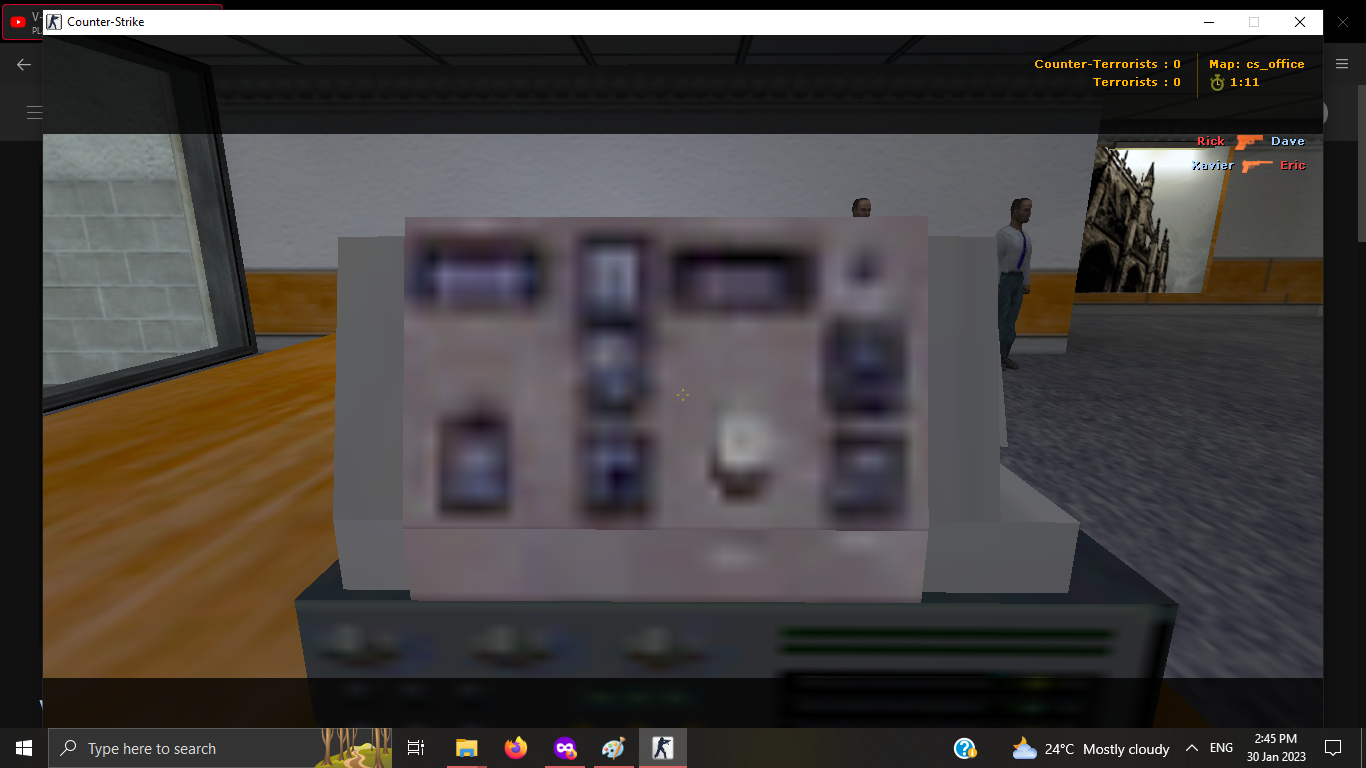 V-
PL
Counter-Strike
Counter-Terrorists : 0
Terrorists : 0
Map: cs_office
1:11
Rick Dave
Xavier Eric
Type here to search
24°C Mostly cloudy
ENG
2:45 PM
30 Jan 2023